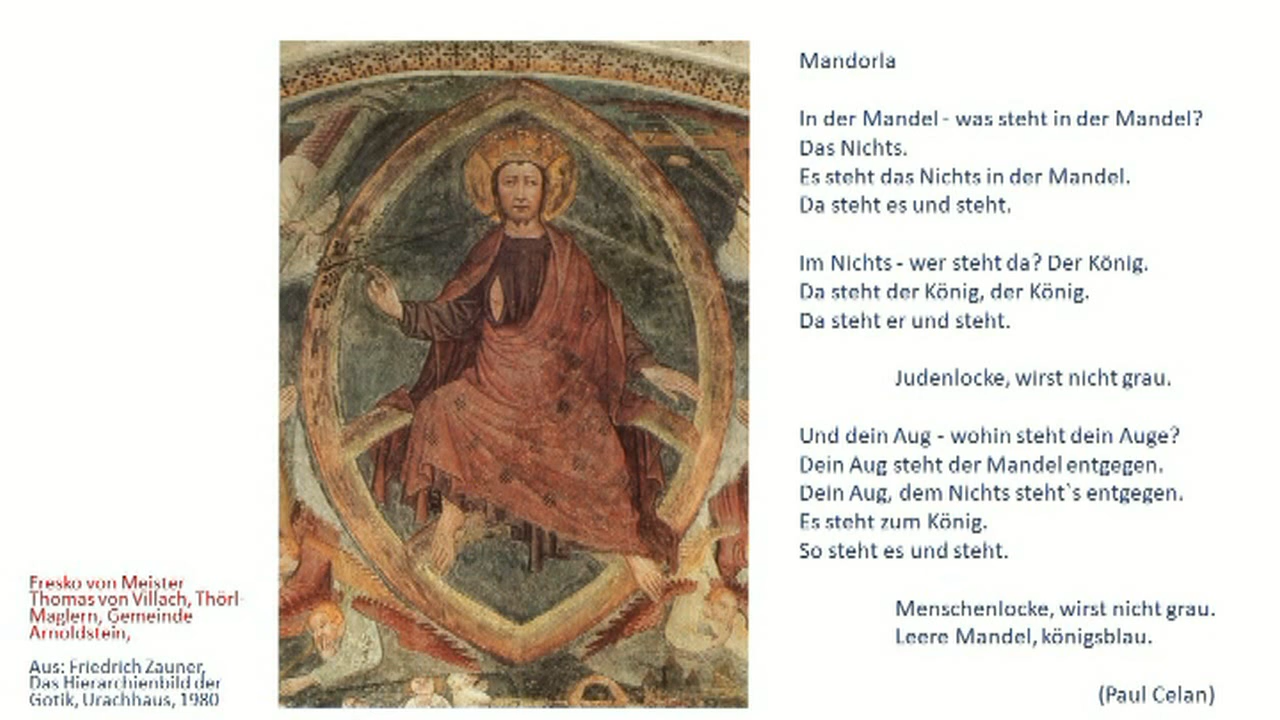 Mandorla
In der Mandel - was steht in der Mandel?
Das Nichts.
Es steht das Nichts in der Mandel.
Da steht es und steht.
Im Nichts - wer steht da? Der König.
Da steht der König, der König.
Da steht er und steht.
Judenlocke, wirst nicht grau.
Und dein Aug - wohin steht dein Auge?
Dein Aug steht der Mandel entgegen.
Dein Aug, dem Nichts steht`s entgegen.
Es steht zum König.
So steht es und steht.
Menschenlocke, wirst nicht grau.
Leere Mandel, königsblau.
(Paul Celan)
Fresko von Meister
Thomas von Villach, Thörl-
Maglern, Gemeinde
Arnoldstein,
Aus: Friedrich Zauner,
Das Hierarchienbild der
Gotik, Urachhaus, 1980